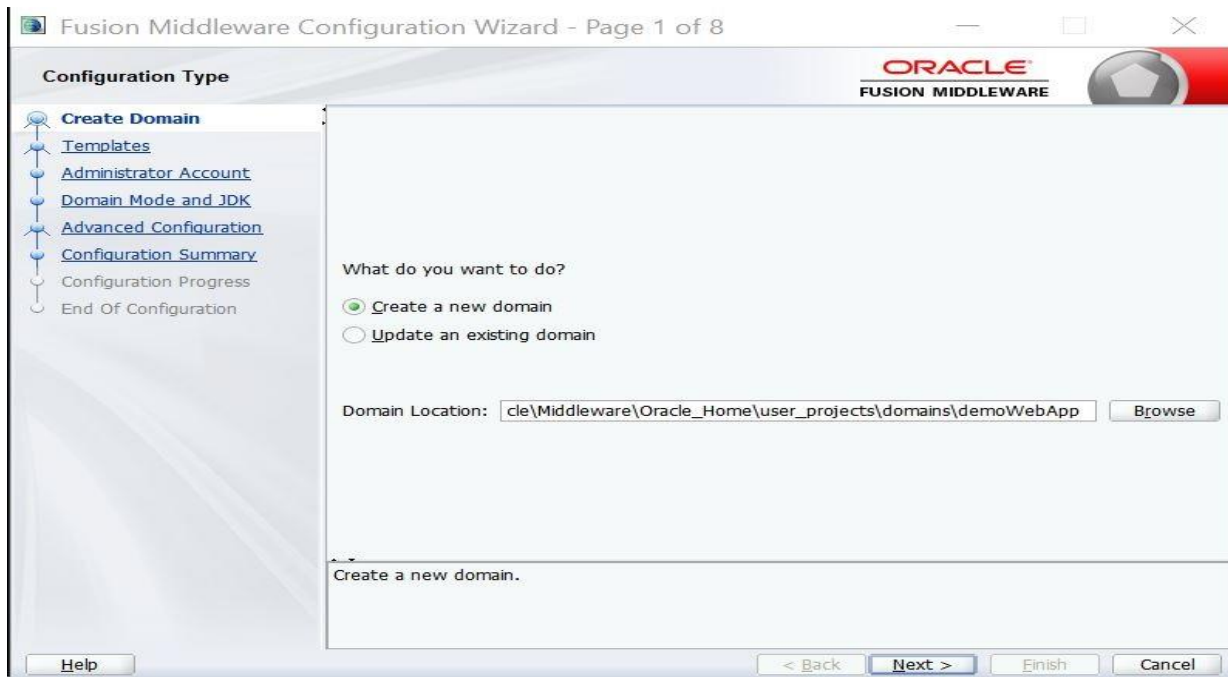 Fusion Middleware Configuration Wizard - Page 1 of 8
Configuration Type
ORACLE
FUSION MIDDLEWARE
Create Domain
Templates
Administrator Account
Domain Mode and JDK
Advanced Configuration
Configuration Summary
Configuration Progress
End Of Configuration
What do you want to do?
Create a new domain
Update an existing domain
Domain Location: cle\Middleware\Oracle_Home\user_projects\domains\demoWebApp Browse
Create a new domain.
Help < Back Next > Finish Cancel